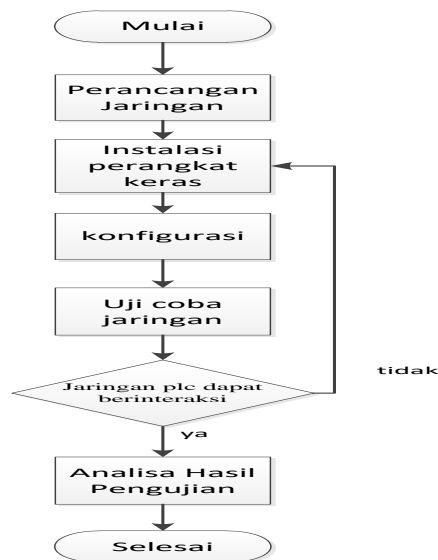 Mulai
Perancangan
Jaringan
Instalasi
perangkat
keras
konfigurasi
Uji coba
jaringan
Jaringan plc dapat
berinteraksi
tidak
ya
Analisa Hasil
Pengujian
Selesai